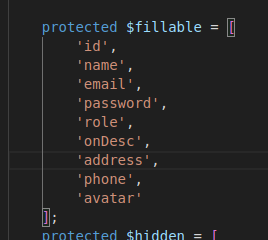 protected $fillable = [
'id',
'name',
'email',
'password',
'role',
'onDesc',
'address',
'phone',
'avatar'
];
protected $hidden = [